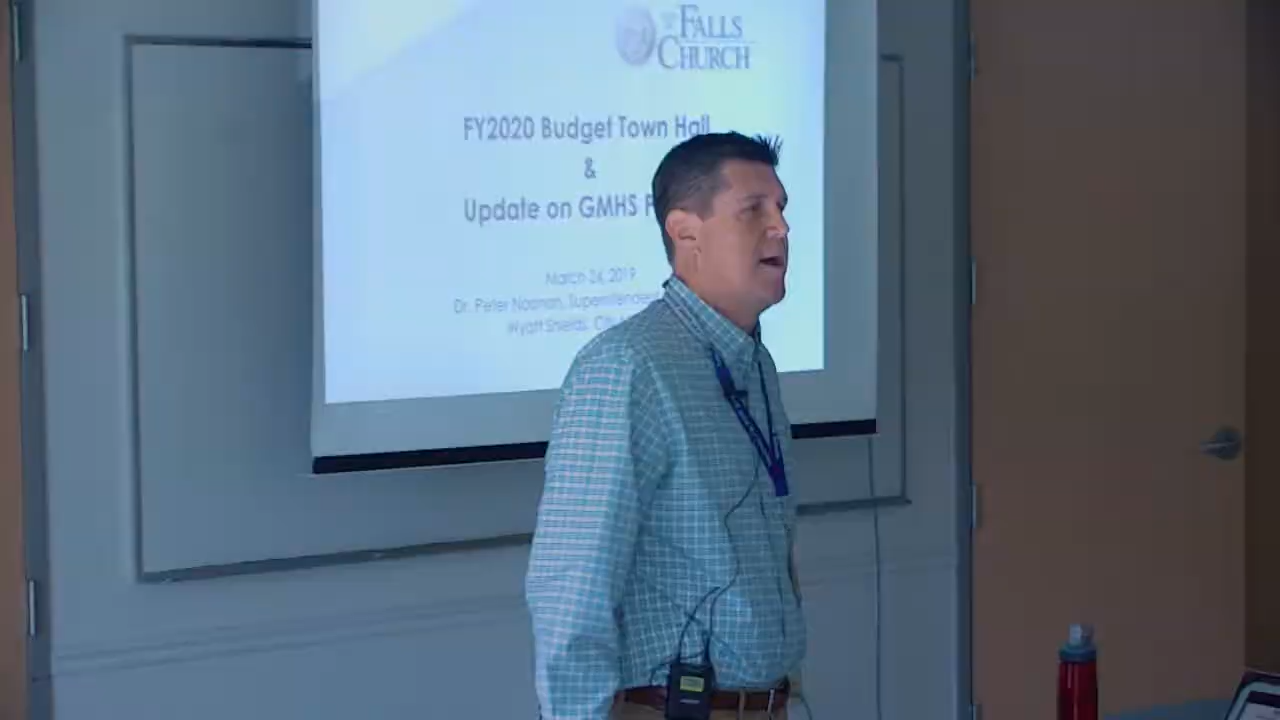 FALLS
CHURCH
FY2020 Budget Town Hall
&
Update on GMHS
March 24, 2019
Dr. Peter Noonan, Superintendent
Wyatt Shields, City